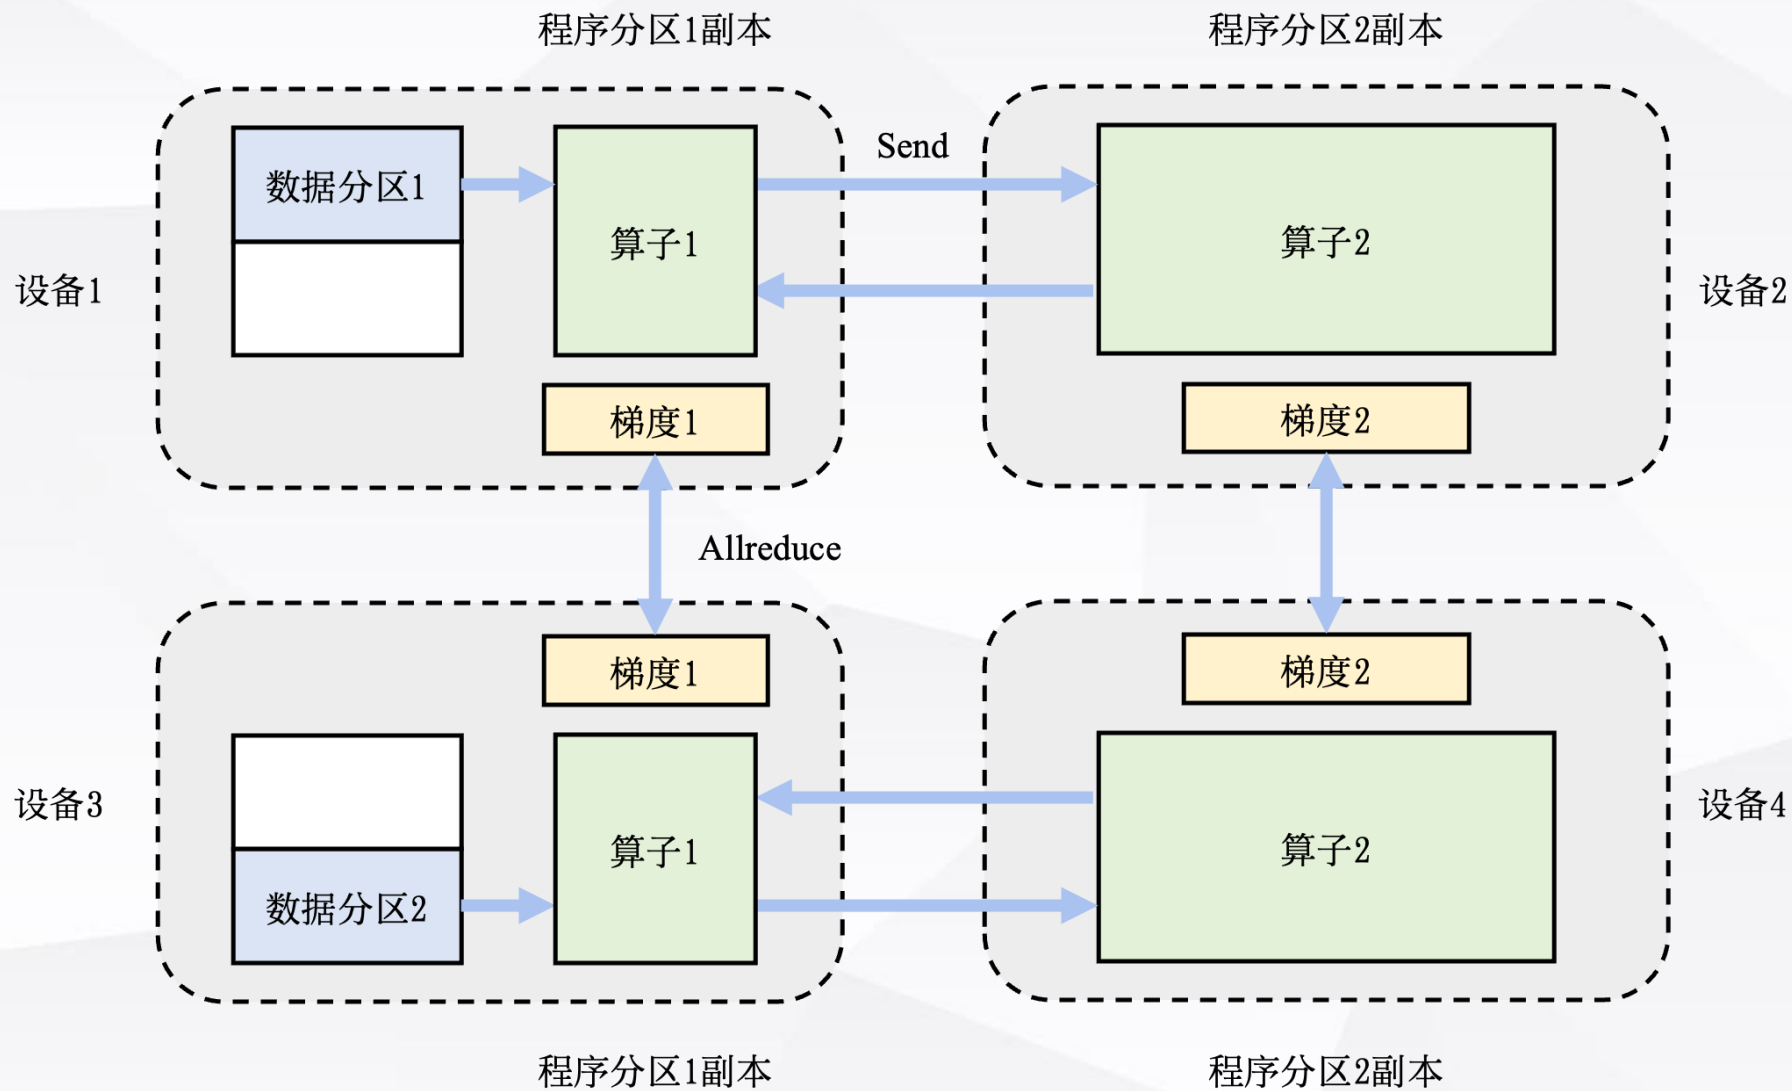 程序分区1副本
程序分区2副本
Send
数据分区1
算子1
算子2
设备1
设备2
梯度1
梯度2
Allreduce
梯度1
梯度2
设备3
设备4
算子1
算子2
数据分区2
程序分区1副本
程序分区2副本